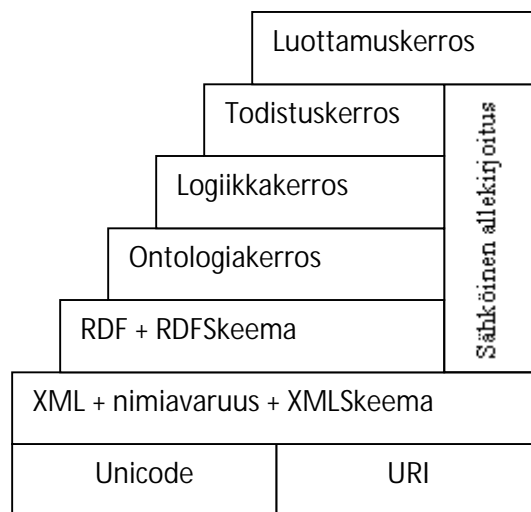 Luottamuskerros
Todistuskerros
Sähköinen allekirjoitus
Logiikkakerros
Ontologiakerros
RDF + RDFSkeema
XML + nimiavaruus + XMLSkeema
Unicode
URI